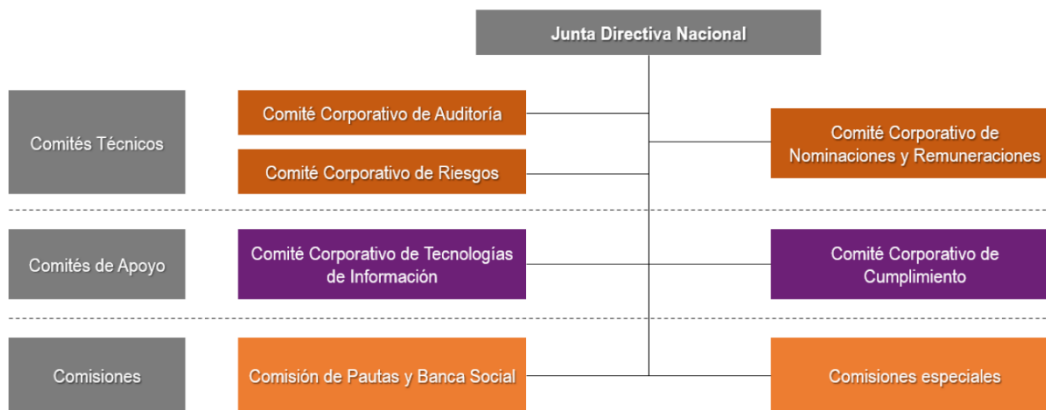 Junta Directiva Nacional
Comités Técnicos
Comité Corporativo de Auditoría
Comité Corporativo de Riesgos
Comité Corporativo de
Nominaciones y Remuneraciones
Comités de Apoyo
Comité Corporativo de Tecnologías
de Información
Comité Corporativo de
Cumplimiento
Comisiones
Comisión de Pautas y Banca Social
Comisiones especiales